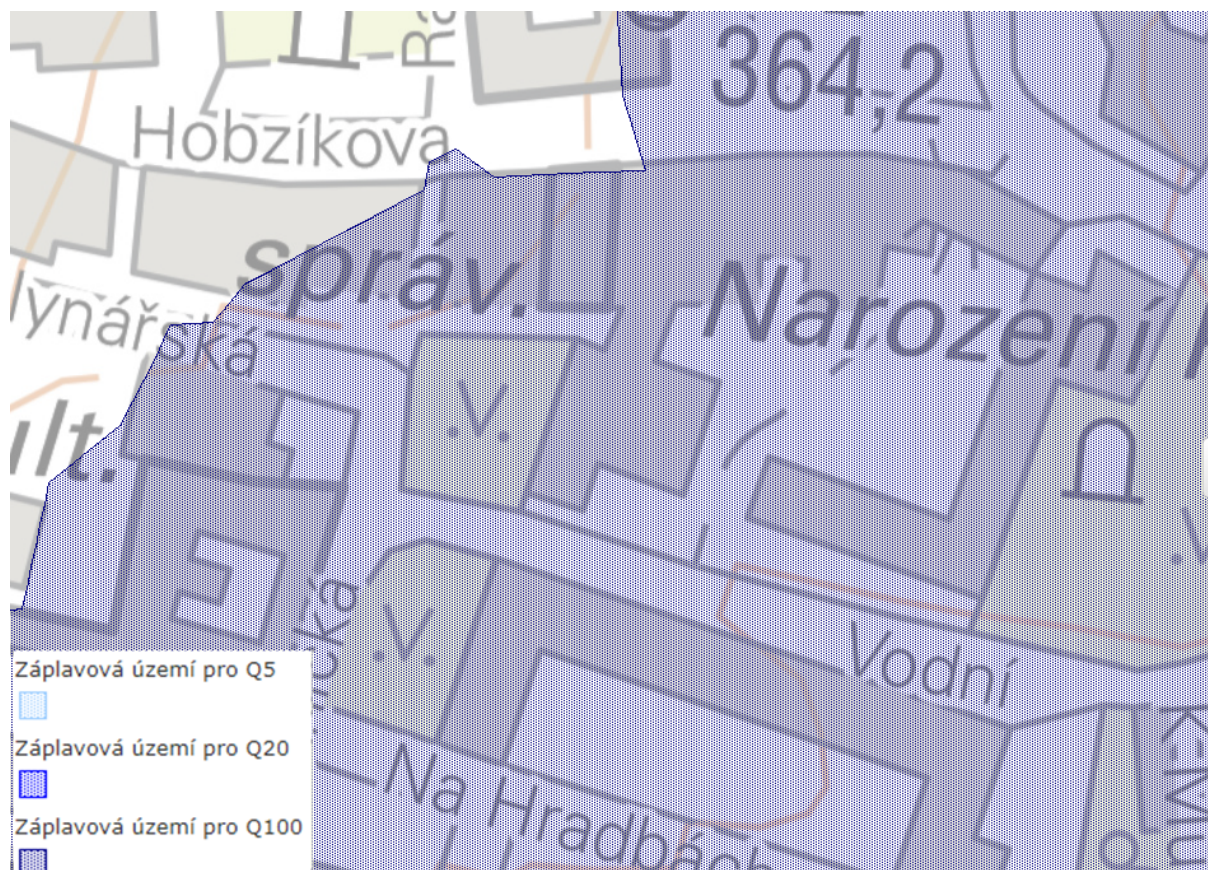 364,2
Hobzíkova
správ.
Narození
lynářská
ult.
.V.
.V.
Vodní
Na Hradbách
Záplavová území pro Q5
Záplavová území pro Q20
Záplavová území pro Q100